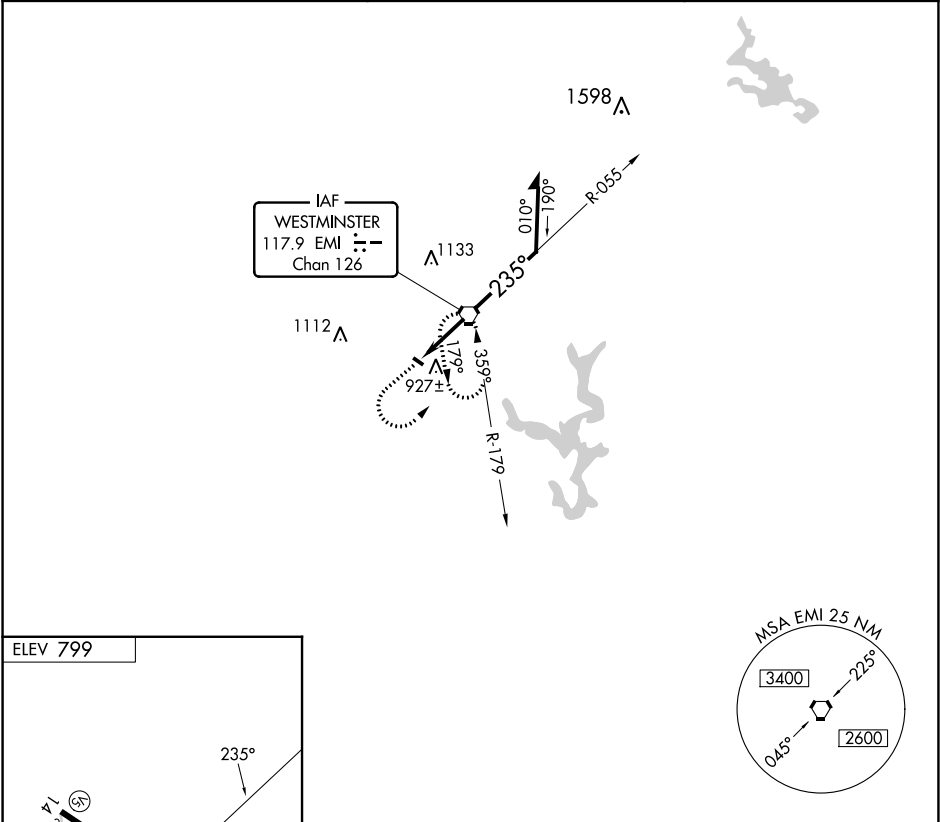 1598
R-055
010°
190°
IAF
WESTMINSTER
117.9 EMI
Chan 126
1133
235°
1112
179°
359°
927±
R-179
MSA EMI 25 NM
3400
225°
045°
2600
ELEV 799
235°
V5
14